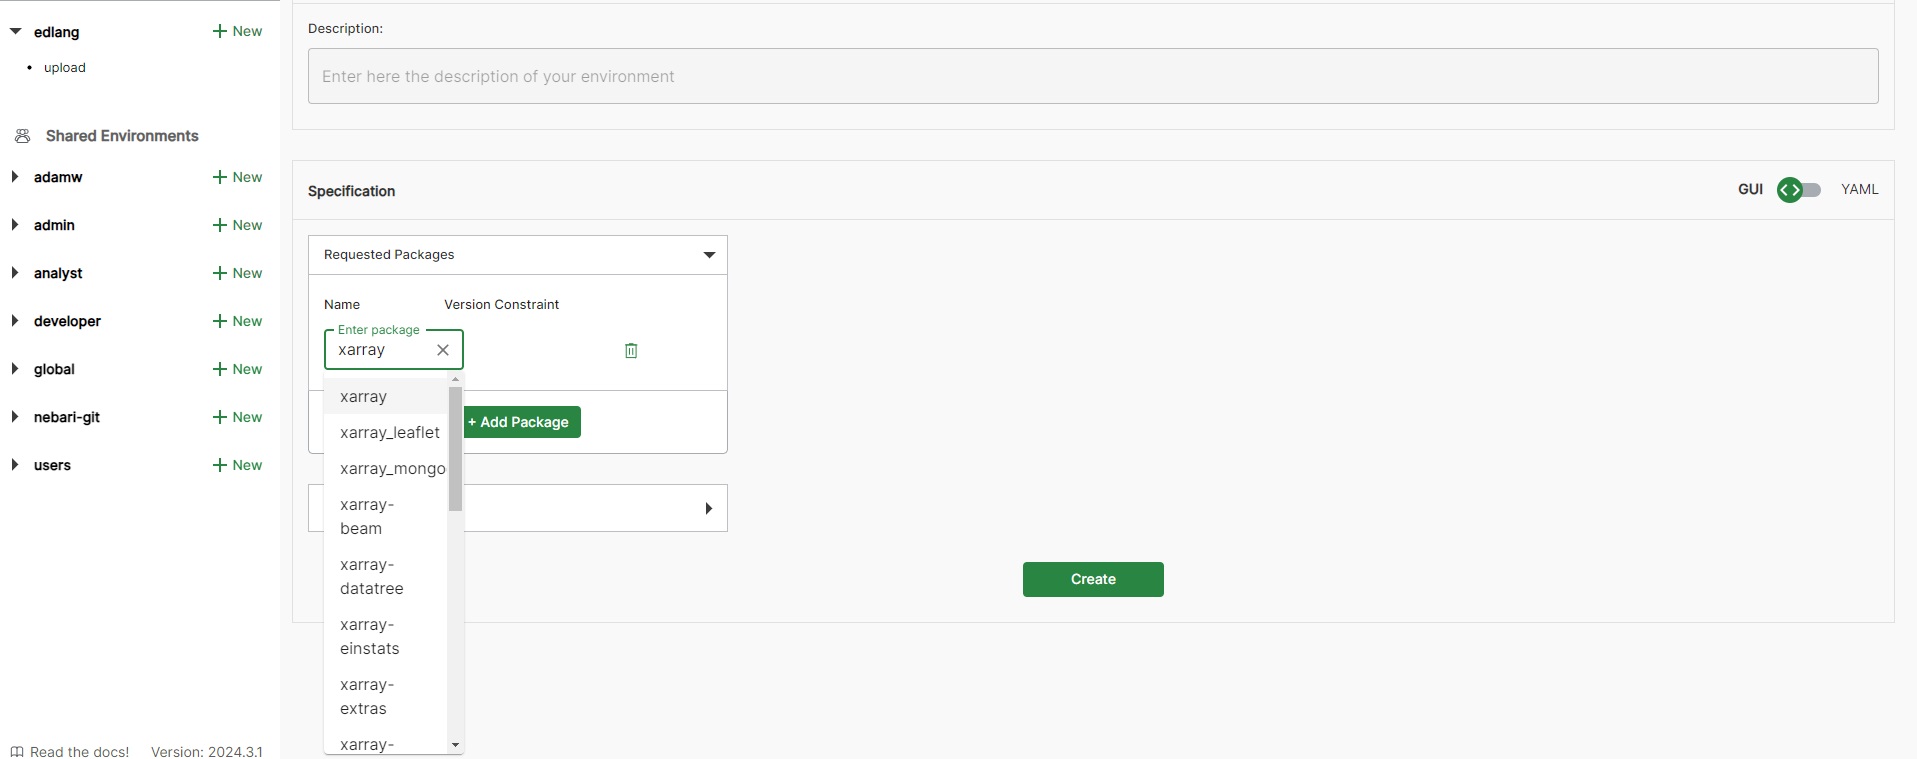 edlang
New
upload
Shared Environments
adamw
New
admin
New
analyst
New
developer
New
global
New
nebari-git
New
users
New
Read the docs!
Version: 2024.3.1
Description:
Enter here the description of your environment
Specification
GUI
YAML
Requested Packages
Name
Version Constraint
Enter package
xarray
xarray
xarray_leaflet
xarray_mongo
xarray-
beam
xarray-
datatree
xarray-
einstats
xarray-
extras
xarray-
+ Add Package
Create